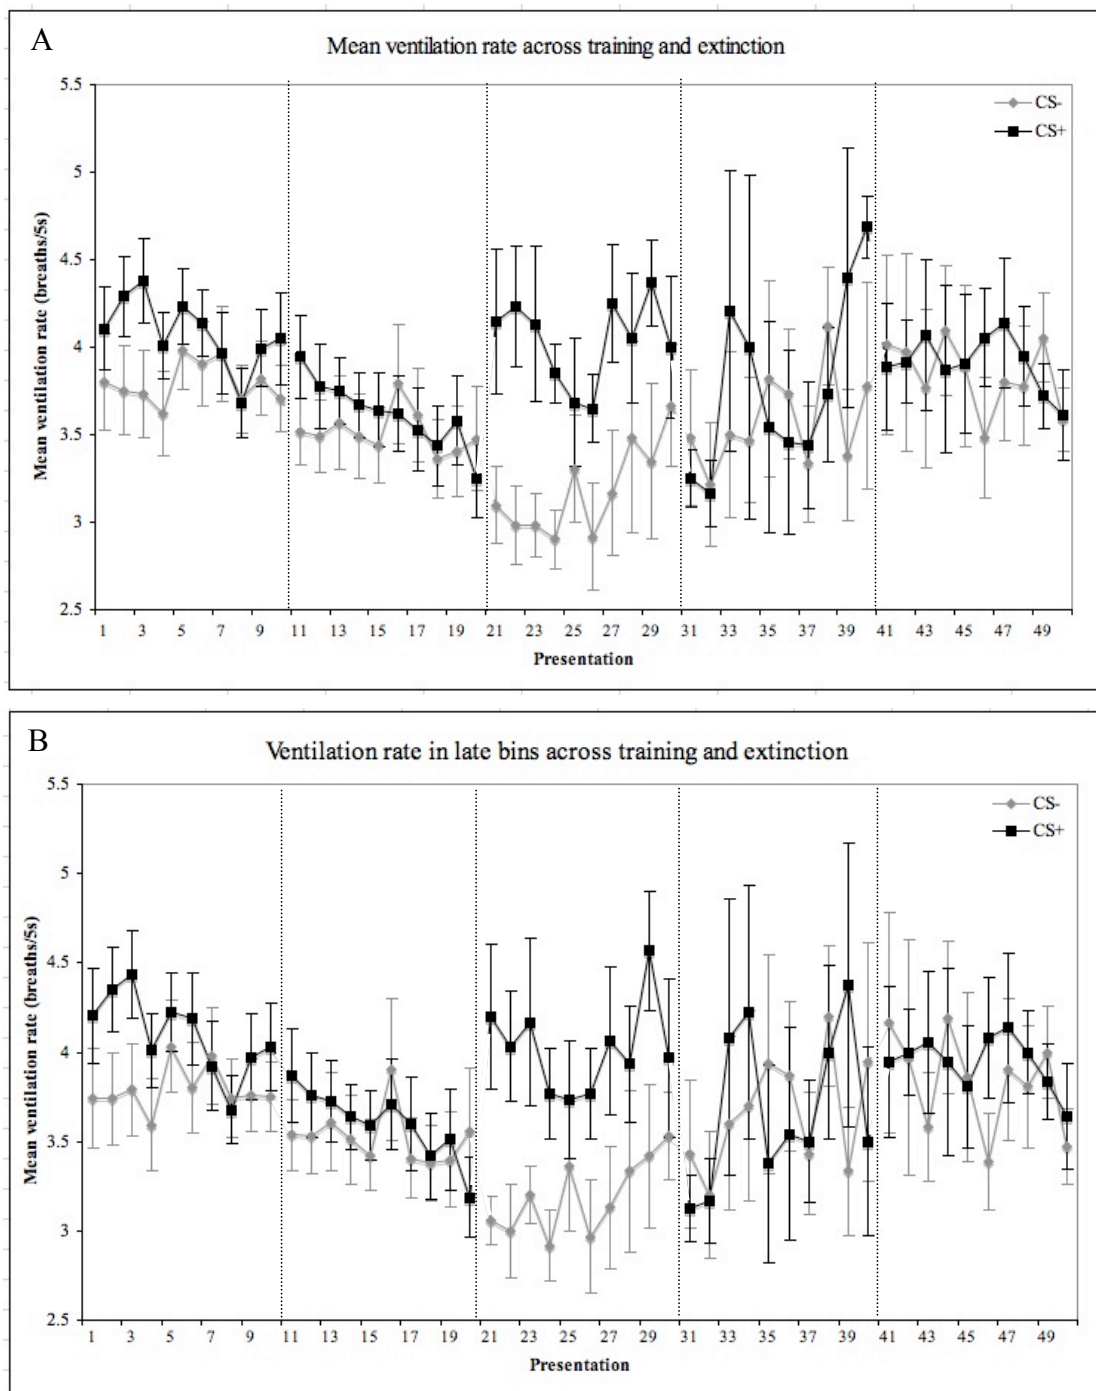 A
Mean ventilation rate across training and extinction
5.5
5
4.5
4
3.5
3
2.5
Mean ventilation rate (breaths/5s)
CS-
CS+
1 3 5 7 9 11 13 15 17 19 21 23 25 27 29 31 33 35 37 39 41 43 45 47 49
Presentation
B
Ventilation rate in late bins across training and extinction
5.5
5
4.5
4
3.5
3
2.5
Mean ventilation rate (breaths/5s)
CS-
CS+
1 3 5 7 9 11 13 15 17 19 21 23 25 27 29 31 33 35 37 39 41 43 45 47 49
Presentation